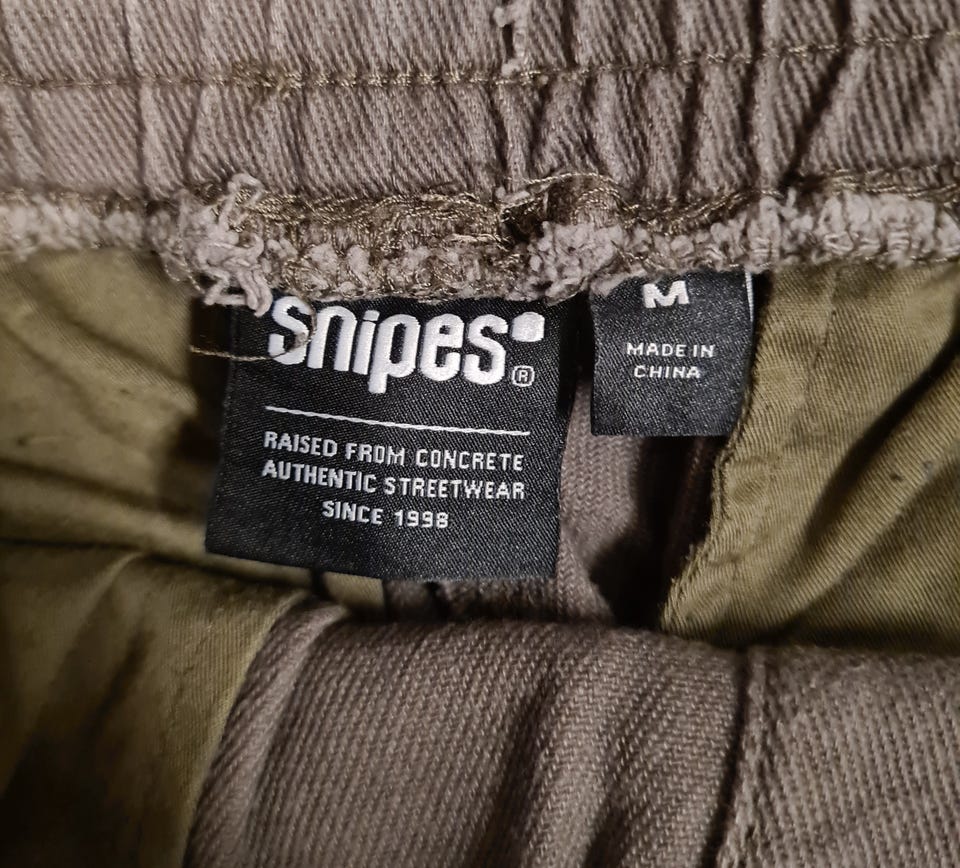 snipes®
RAISED FROM CONCRETE
AUTHENTIC STREETWEAR
SINCE 1998
M
MADE IN
CHINA